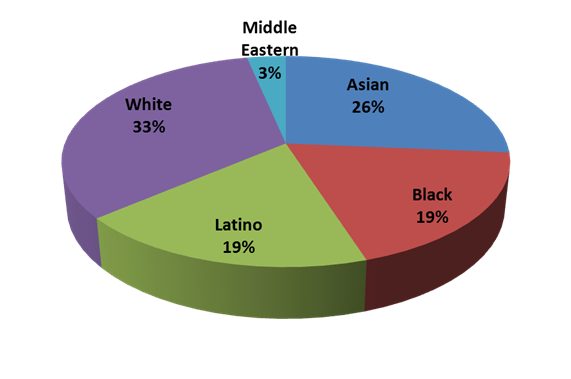 Middle
Eastern
3%
Asian
26%
White
33%
Black
19%
Latino
19%